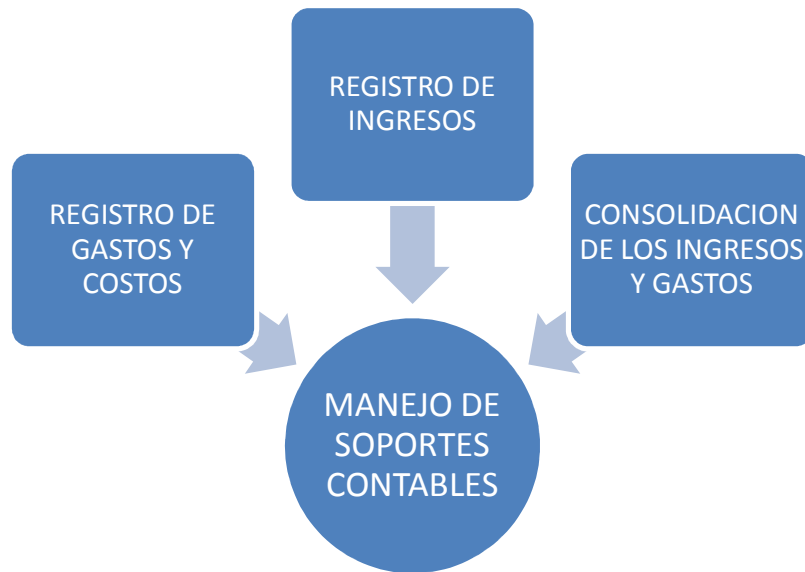 REGISTRO DE
INGRESOS
REGISTRO DE
GASTOS Y
COSTOS
CONSOLIDACION
DE LOS INGRESOS
Y GASTOS
MANEJO DE
SOPORTES
CONTABLES